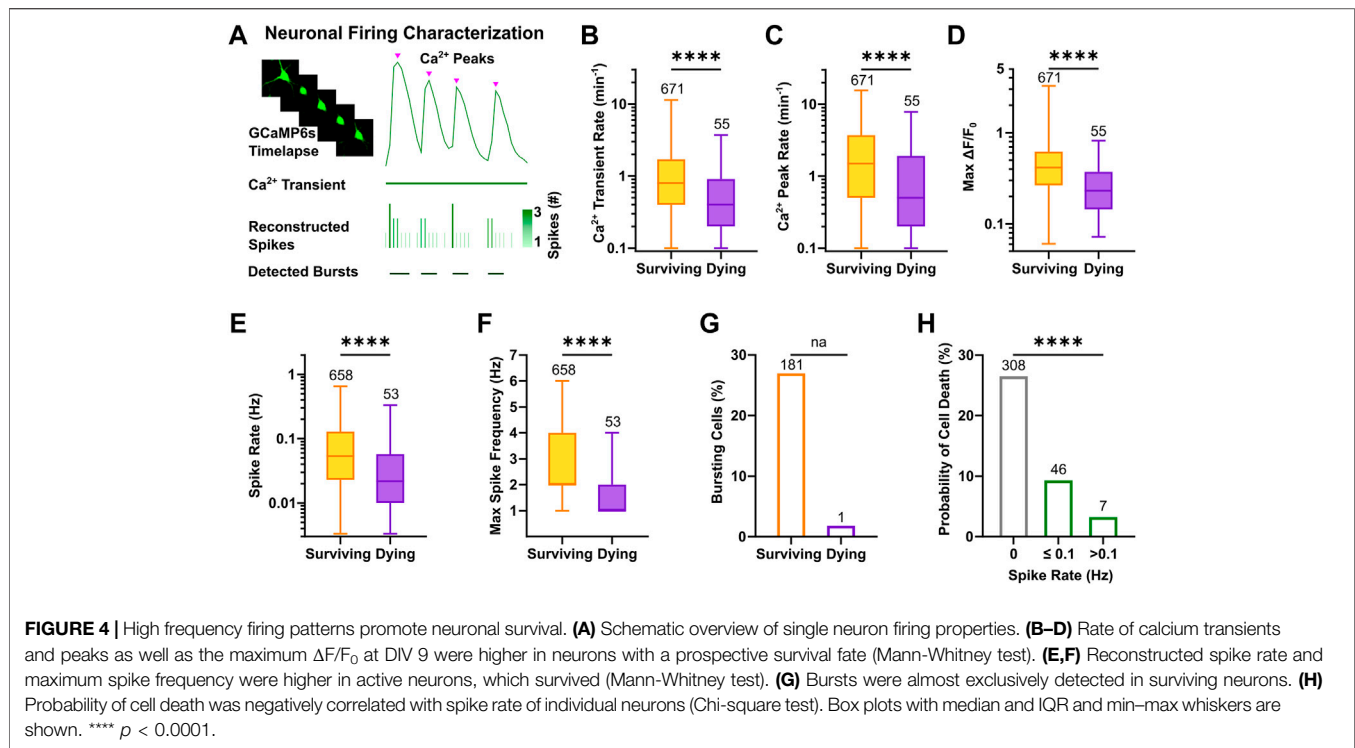 A Neuronal Firing Characterization
Ca2+ Peaks
GCaMP6s
Timelapse
Ca2+ Transient
Reconstructed
Spikes
3
1
Spikes (#)
Detected Bursts
B
****
Ca2+ Transient Rate (min-1)
671
55
10
1
0.1
Surviving Dying
C
****
Ca2+ Peak Rate (min-1)
671
55
10
1
0.1
Surviving Dying
D
****
Max ΔF/F0
671
55
5
1
0.1
Surviving Dying
E
****
Spike Rate (Hz)
658
53
1
0.1
0.01
Surviving Dying
F
****
Max Spike Frequency (Hz)
658
53
7
6
5
4
3
2
1
Surviving Dying
G
na
Bursting Cells (%)
181
1
30
20
10
0
Surviving Dying
H
****
Probability of Cell Death (%)
308
46
7
30
20
10
0
0 ≤ 0.1 >0.1
Spike Rate (Hz)
FIGURE 4 | High frequency firing patterns promote neuronal survival. (A) Schematic overview of single neuron firing properties. (B–D) Rate of calcium transients
and peaks as well as the maximum ΔF/F0 at DIV 9 were higher in neurons with a prospective survival fate (Mann-Whitney test). (E,F) Reconstructed spike rate and
maximum spike frequency were higher in active neurons, which survived (Mann-Whitney test). (G) Bursts were almost exclusively detected in surviving neurons. (H)
Probability of cell death was negatively correlated with spike rate of individual neurons (Chi-square test). Box plots with median and IQR and min–max whiskers are
shown. **** p < 0.0001.